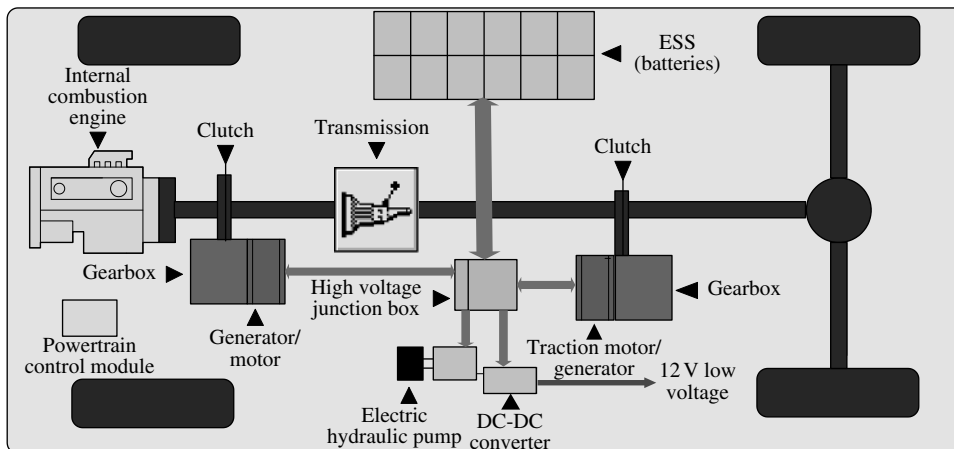 ESS
(batteries)
Internal
combustion
engine
Clutch
Transmission
Clutch
Gearbox
High voltage
junction box
Gearbox
Generator/
motor
Traction motor/
generator
Powertrain
control module
12 V low
voltage
Electric
hydraulic pump
DC-DC
converter